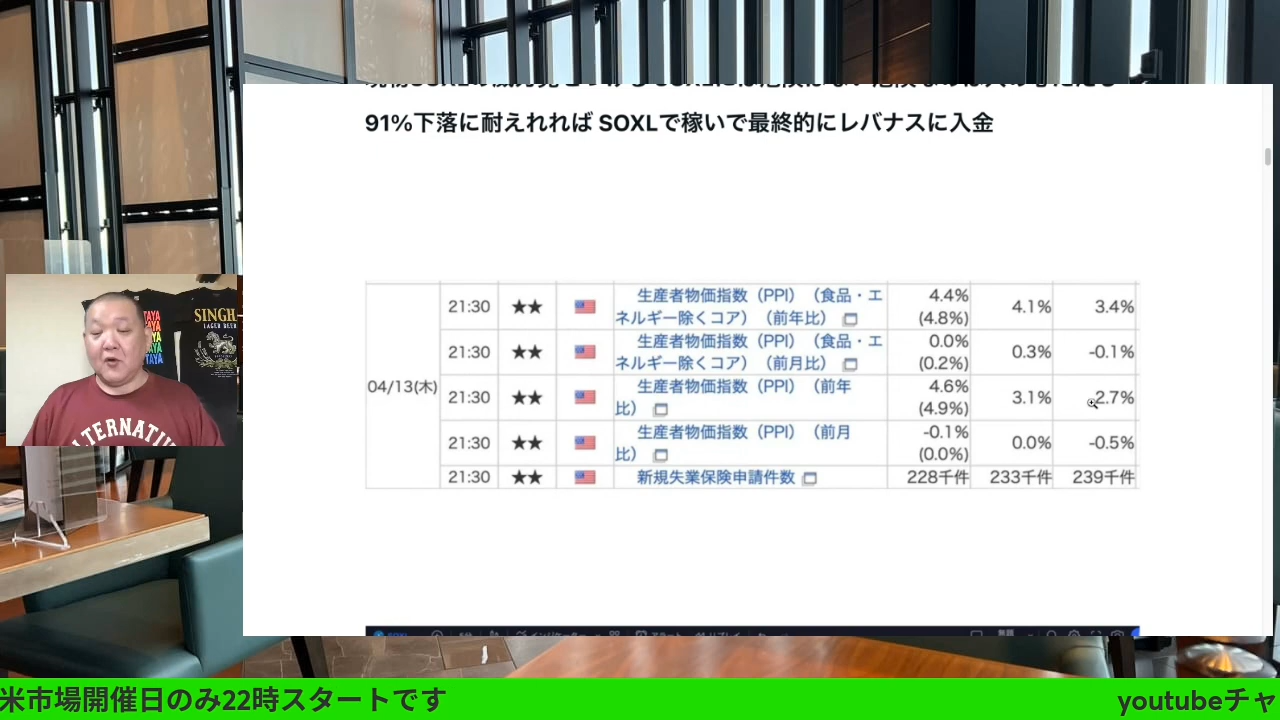 91%下落に耐えれれば SOXLで稼いで最終的にレバナスに入金
04/13(木)
21:30 ★★ 生産者物価指数（PPI）（食品・エ 4.4% 4.1% 3.4%
ネルギー除くコア）（前年比） (4.8%)
21:30 ★★ 生産者物価指数（PPI）（食品・エ 0.0% 0.3% -0.1%
ネルギー除くコア）（前月比） (0.2%)
21:30 ★★ 生産者物価指数（PPI）（前年 4.6% 3.1% 2.7%
比） (4.9%)
21:30 ★★ 生産者物価指数（PPI）（前月 -0.1% 0.0% -0.5%
比） (0.0%)
21:30 ★★ 新規失業保険申請件数 228千件 233千件 239千件
TAYA
SINGH
LAGER BEER
LTERNATIV
米市場開催日のみ22時スタートです
youtubeチャ